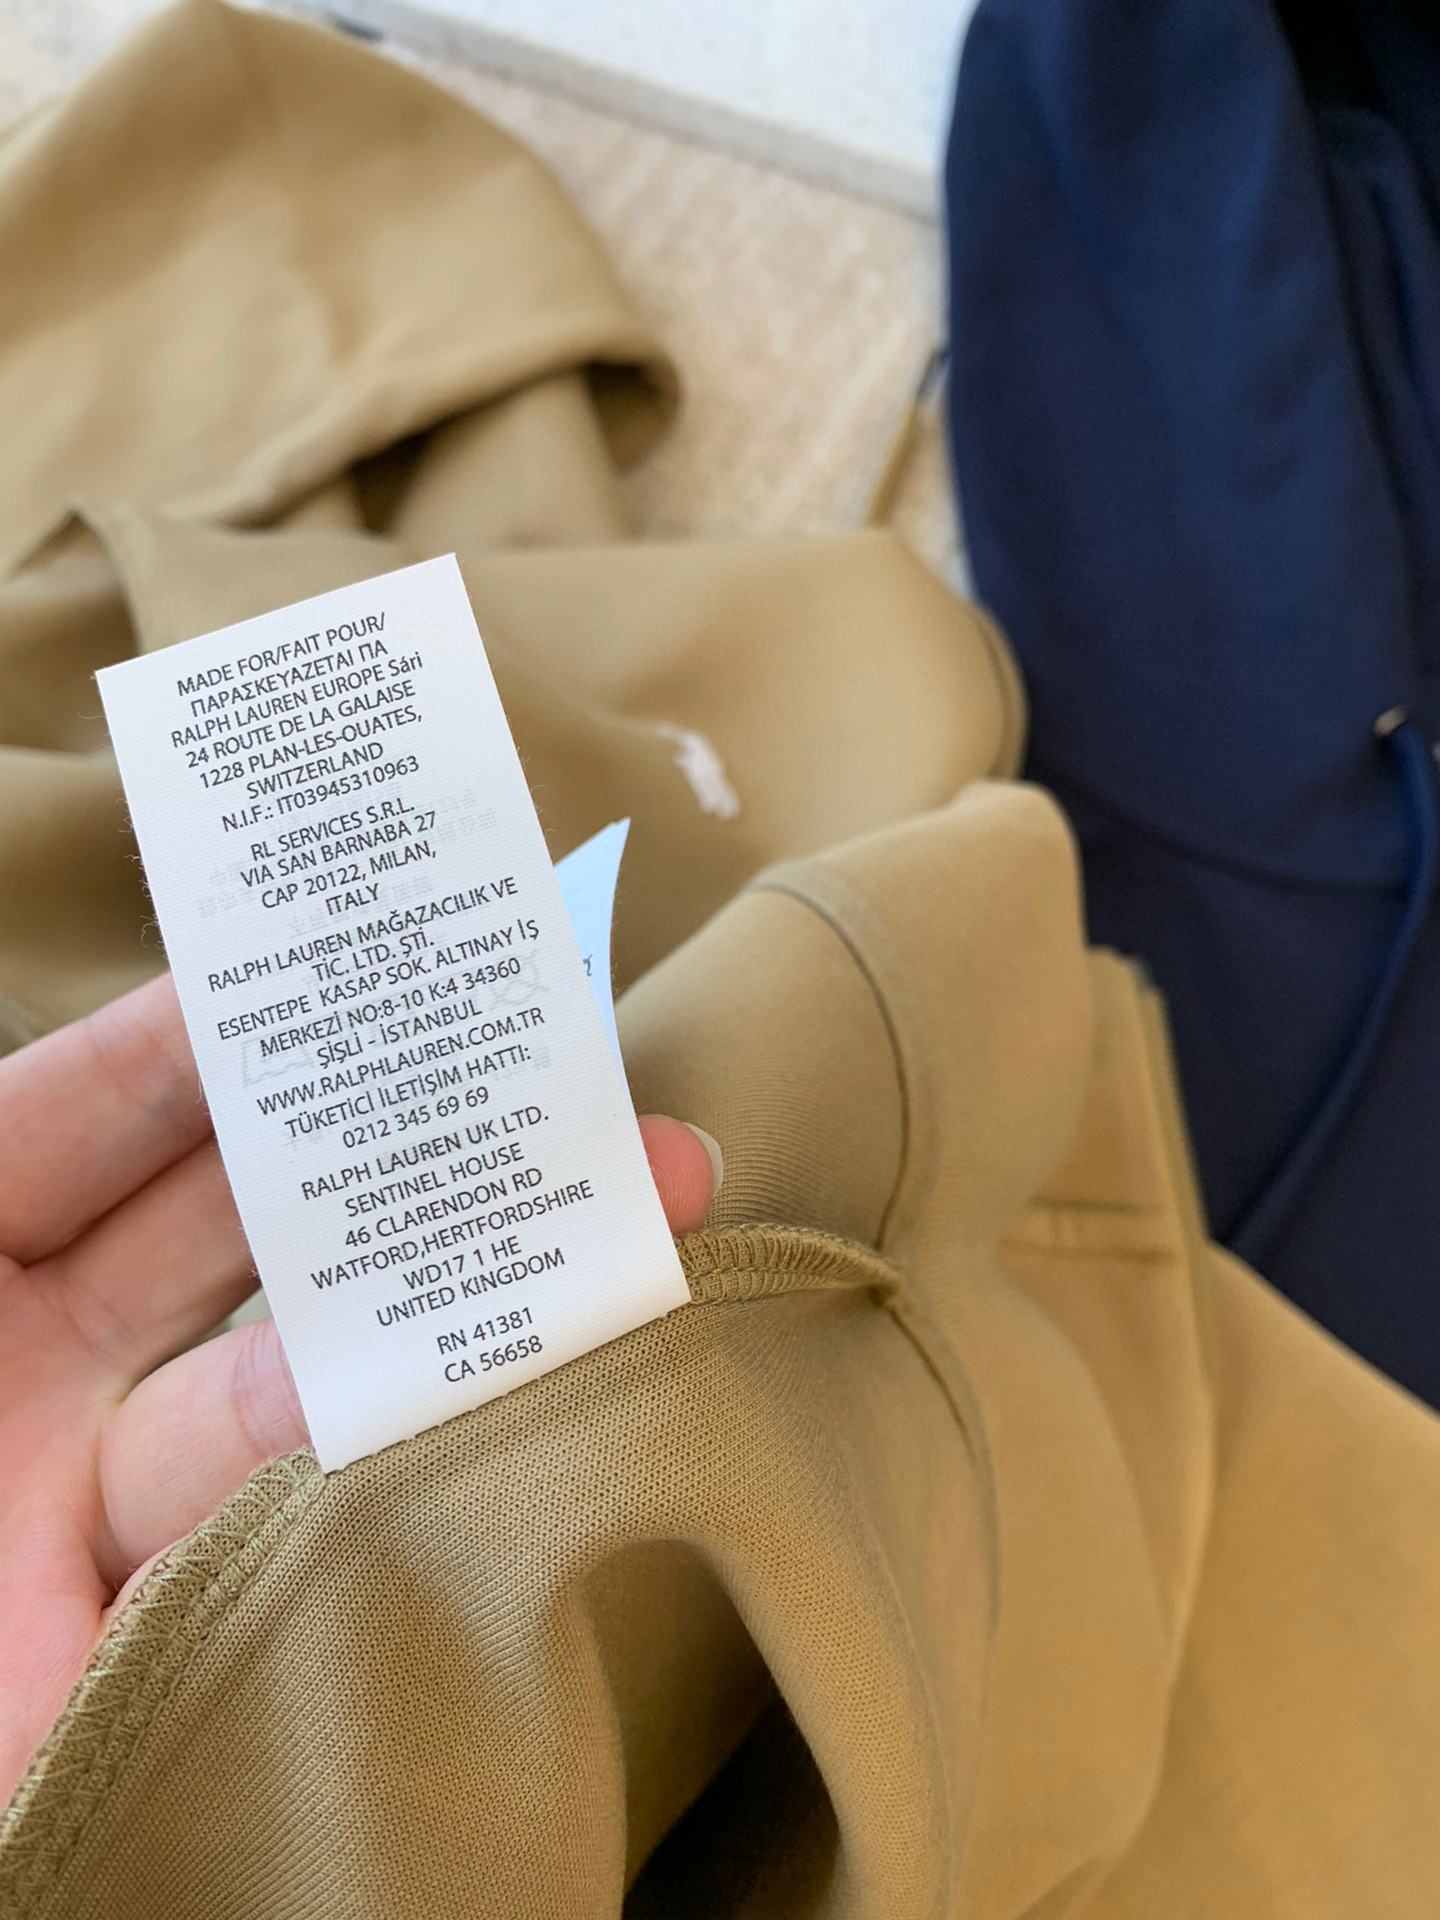 MADE FOR/FAIT POUR/
ΠΑΡΑΣΚΕΥΑΖΕΤΑΙ ΠΑ
RALPH LAUREN EUROPE Sári
24 ROUTE DE LA GALAISE
1228 PLAN-LES-OUATES,
SWITZERLAND
N.I.F.: IT03945310963
RL SERVICES S.R.L.
VIA SAN BARNABA 27
CAP 20122, MILAN,
ITALY
RALPH LAUREN MAĞAZACILIK VE
TİC. LTD. ŞTİ.
ESENTEPE KASAP SOK. ALTINAY İŞ
MERKEZİ NO:8-10 K:4 34360
ŞİŞLİ - İSTANBUL
WWW.RALPHLAUREN.COM.TR
TÜKETİCİ İLETİŞİM HATTI:
0212 345 69 69
RALPH LAUREN UK LTD.
SENTINEL HOUSE
46 CLARENDON RD
WATFORD,HERTFORDSHIRE
WD17 1 HE
UNITED KINGDOM
RN 41381
CA 56658